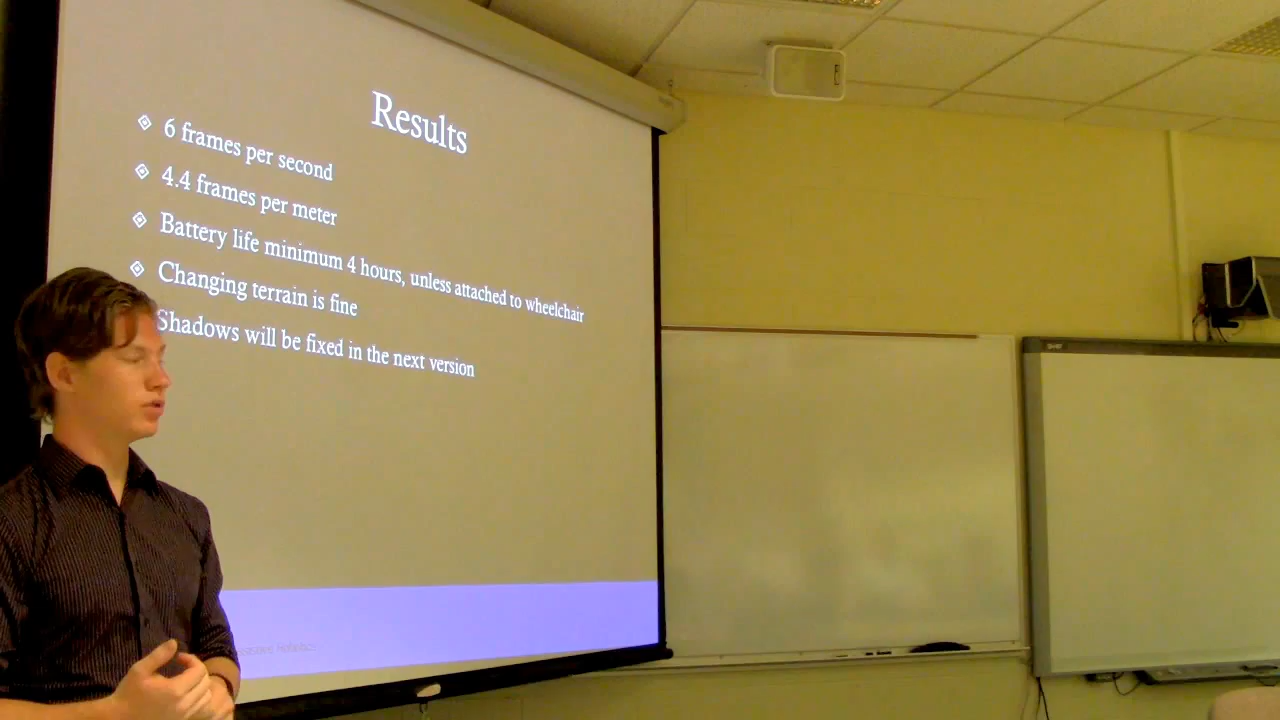 Results
6 frames per second
4.4 frames per meter
Battery life minimum 4 hours, unless attached to wheelchair
Changing terrain is fine
Shadows will be fixed in the next version